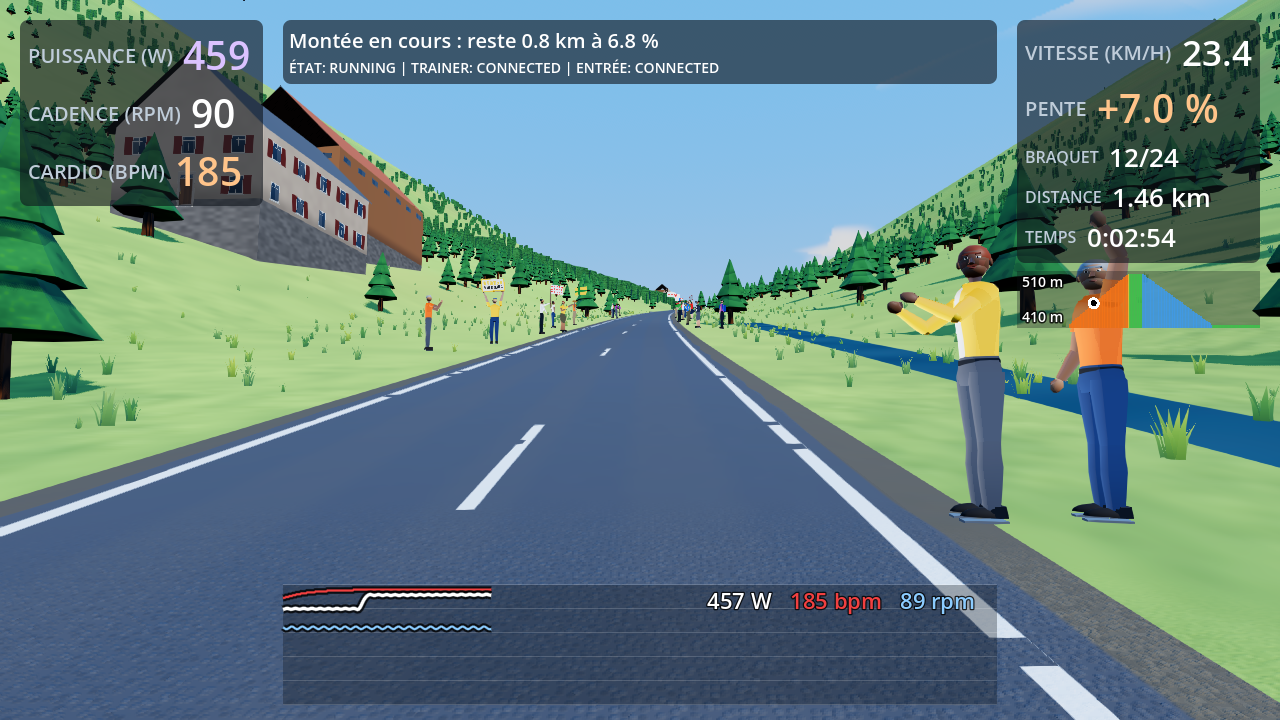 PUISSANCE (W) 459
CADENCE (RPM) 90
CARDIO (BPM) 185
Montée en cours : reste 0.8 km à 6.8 %
ÉTAT: RUNNING | TRAINER: CONNECTED | ENTRÉE: CONNECTED
VITESSE (KM/H) 23.4
PENTE +7.0 %
BRAQUET 12/24
DISTANCE 1.46 km
TEMPS 0:02:54
510 m
410 m
457 W 185 bpm 89 rpm